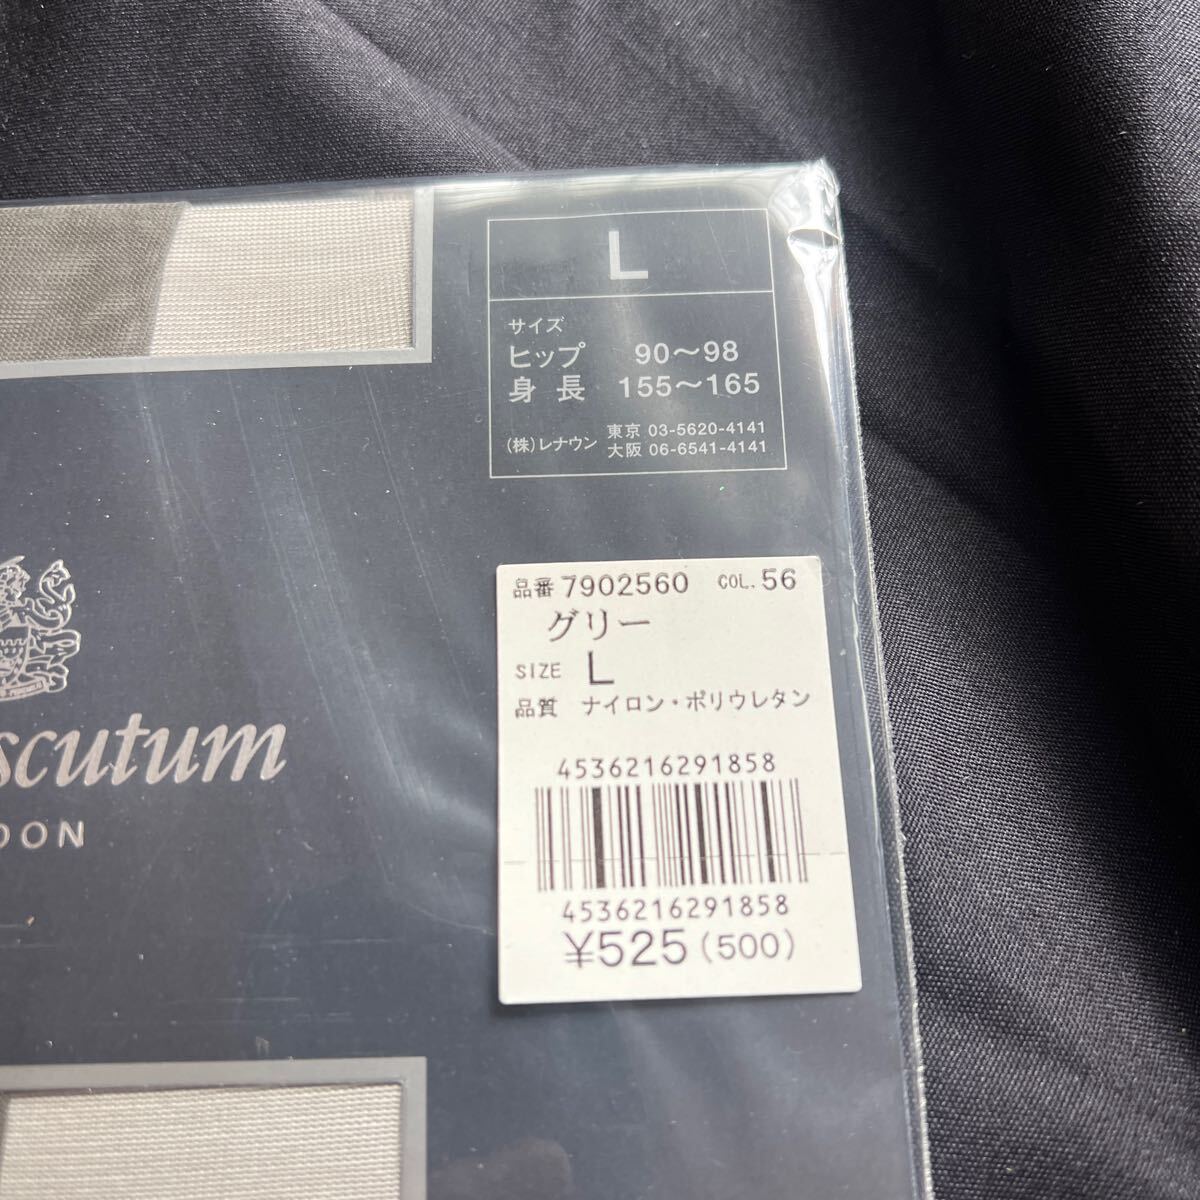 L
サイズ
ヒップ 90～98
身長 155～165
(株)レナウン 東京 03-5620-4141
大阪 06-6541-4141
scutum
DON
品番 7902560 COL. 56
グリー
SIZE L
品質 ナイロン・ポリウレタン
4536216291858
4536216291858
¥525(500)